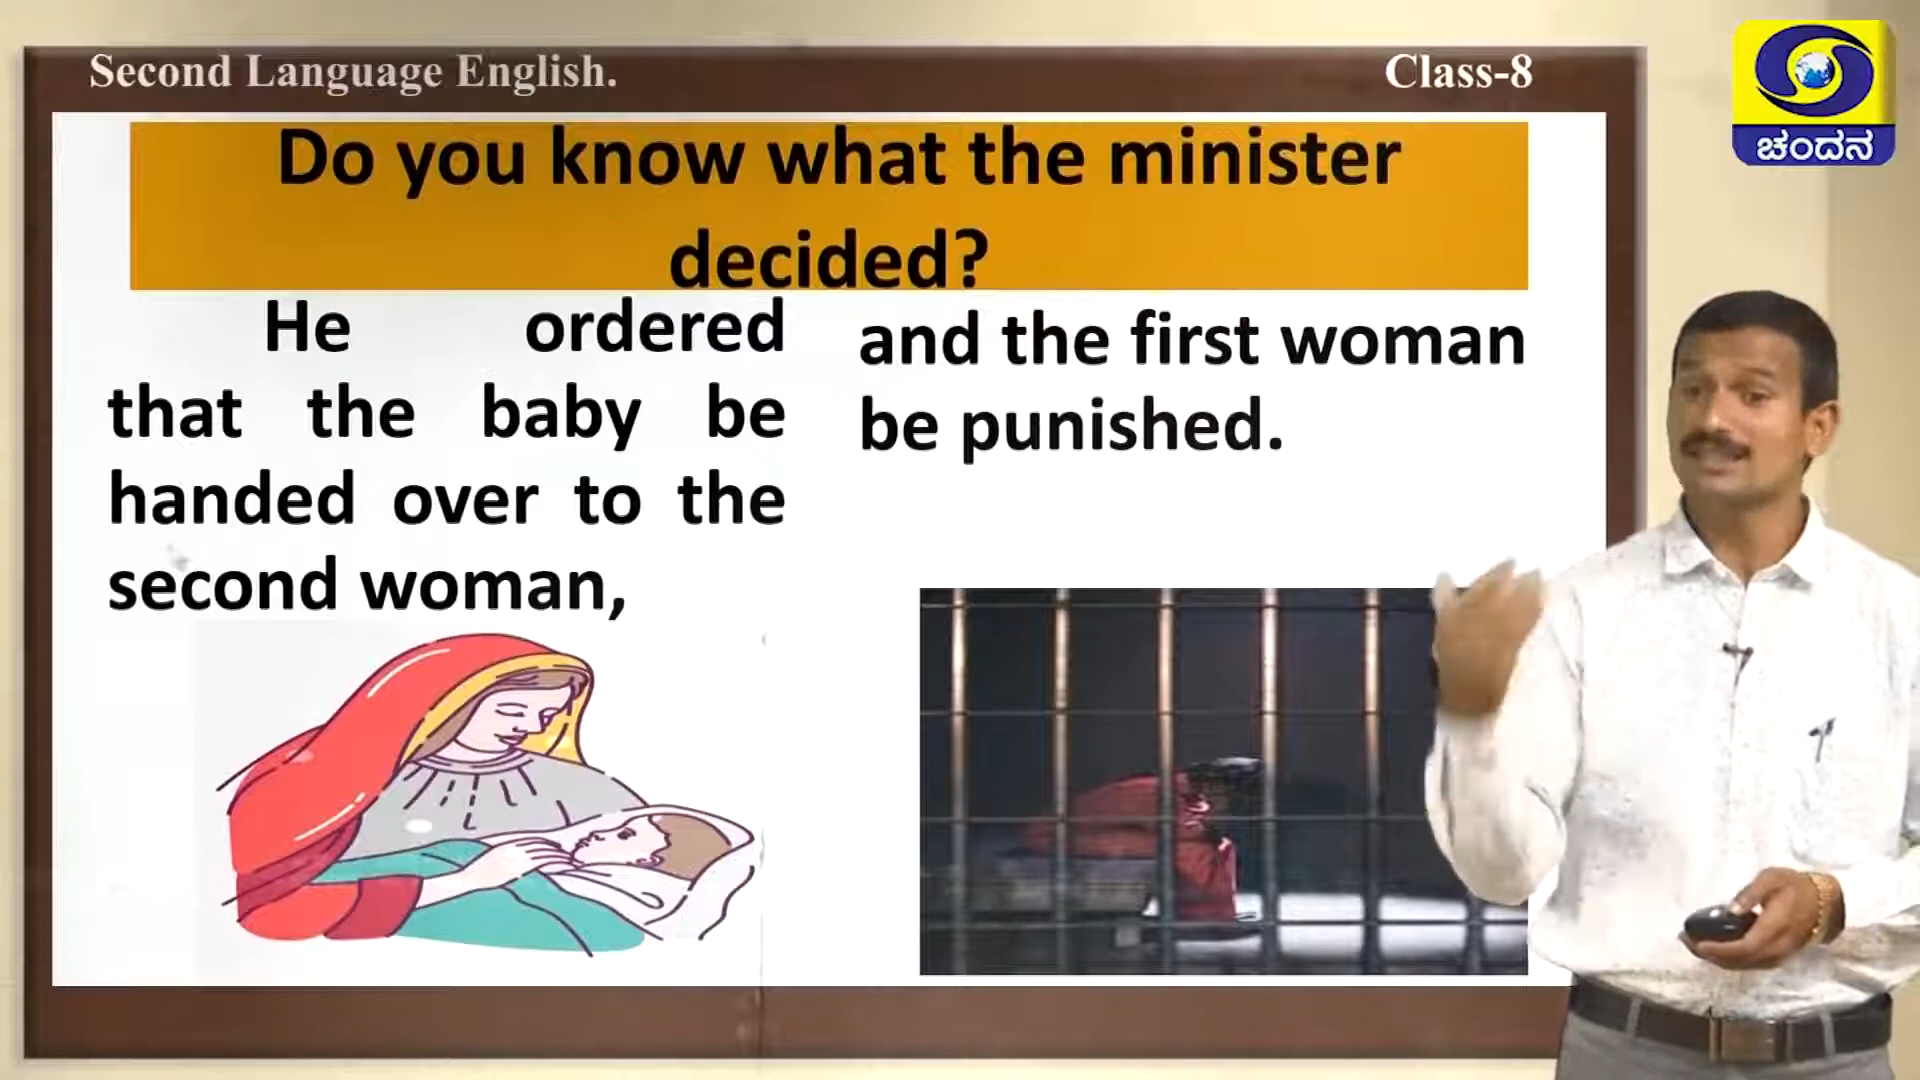 Second Language English.
Class-8
ಚಂದನ
Do you know what the minister
decided?
He ordered
that the baby be
handed over to the
second woman,
and the first woman
be punished.